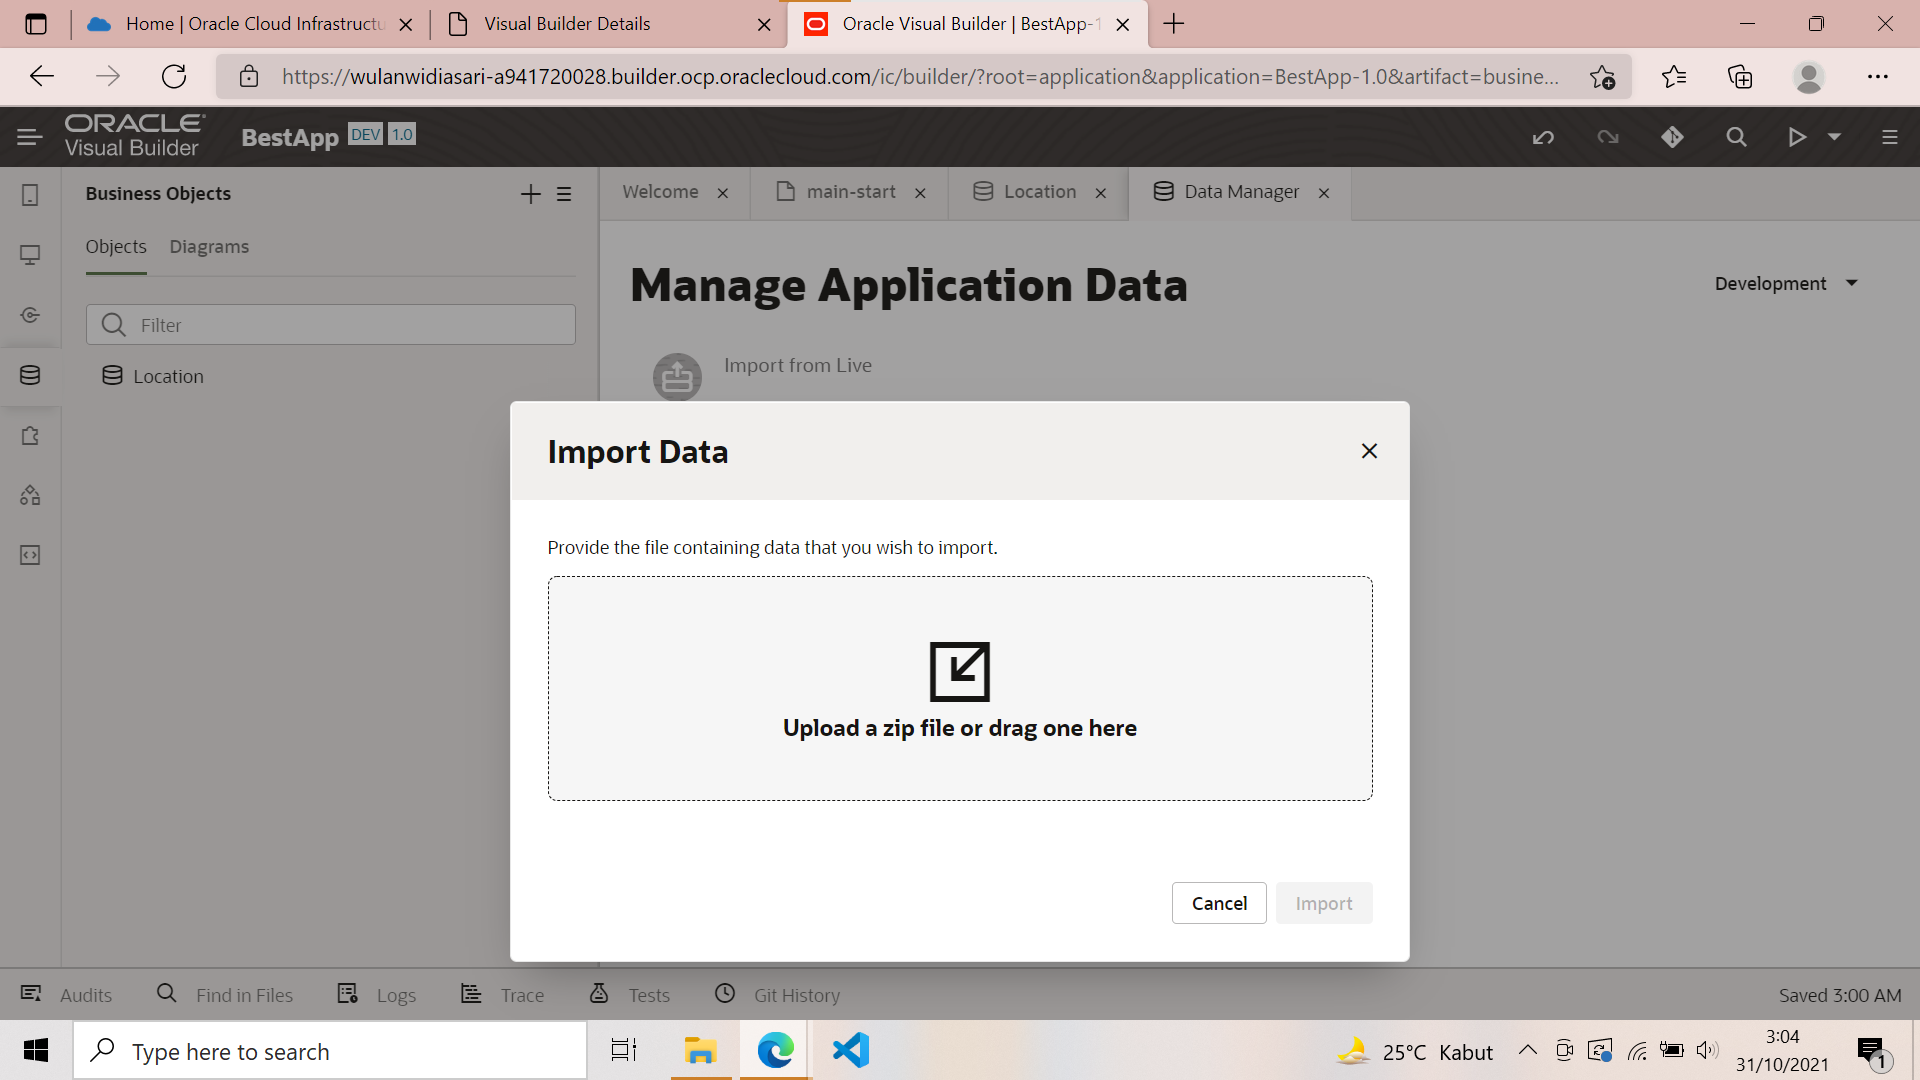 Home | Oracle Cloud Infrastructu
Visual Builder Details
Oracle Visual Builder | BestApp-1
https://wulanwidiasari-a941720028.builder.ocp.oraclecloud.com/ic/builder/?root=application&application=BestApp-1.0&artifact=busine...
ORACLE
Visual Builder
BestApp DEV 1.0
Business Objects
Welcome
main-start
Location
Data Manager
Objects
Diagrams
Filter
Location
Manage Application Data
Development
Import from Live
Import Data
Provide the file containing data that you wish to import.
Upload a zip file or drag one here
Cancel
Import
Audits
Find in Files
Logs
Trace
Tests
Git History
Saved 3:00 AM
Type here to search
25°C Kabut
3:04
31/10/2021
1